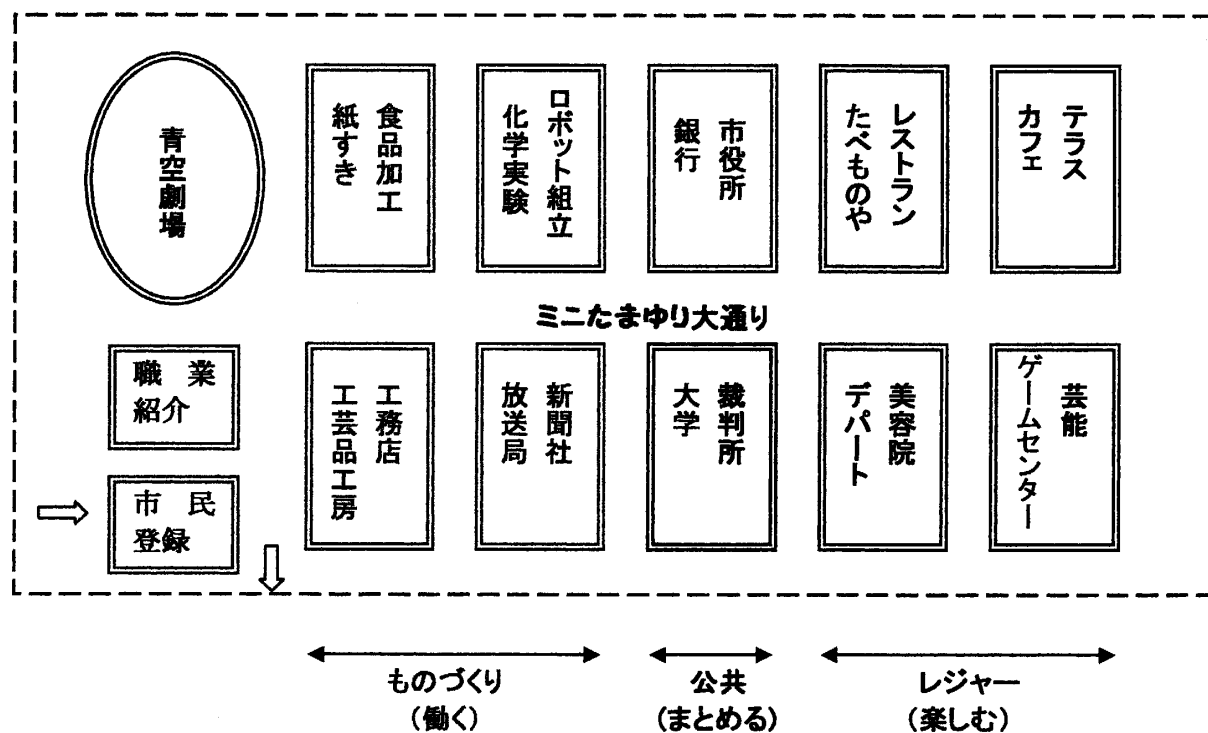 青空劇場
食品加工
紙すき
ロボット組立
化学実験
市役所
銀行
レストラン
たべものや
テラス
カフェ
ミニたまゆり大通り
職業
紹介
市民
登録
工務店
工芸品工房
新聞社
放送局
裁判所
大学
美容院
デパート
芸能
ゲームセンター
ものづくり
(働く)
公共
(まとめる)
レジャー
(楽しむ)